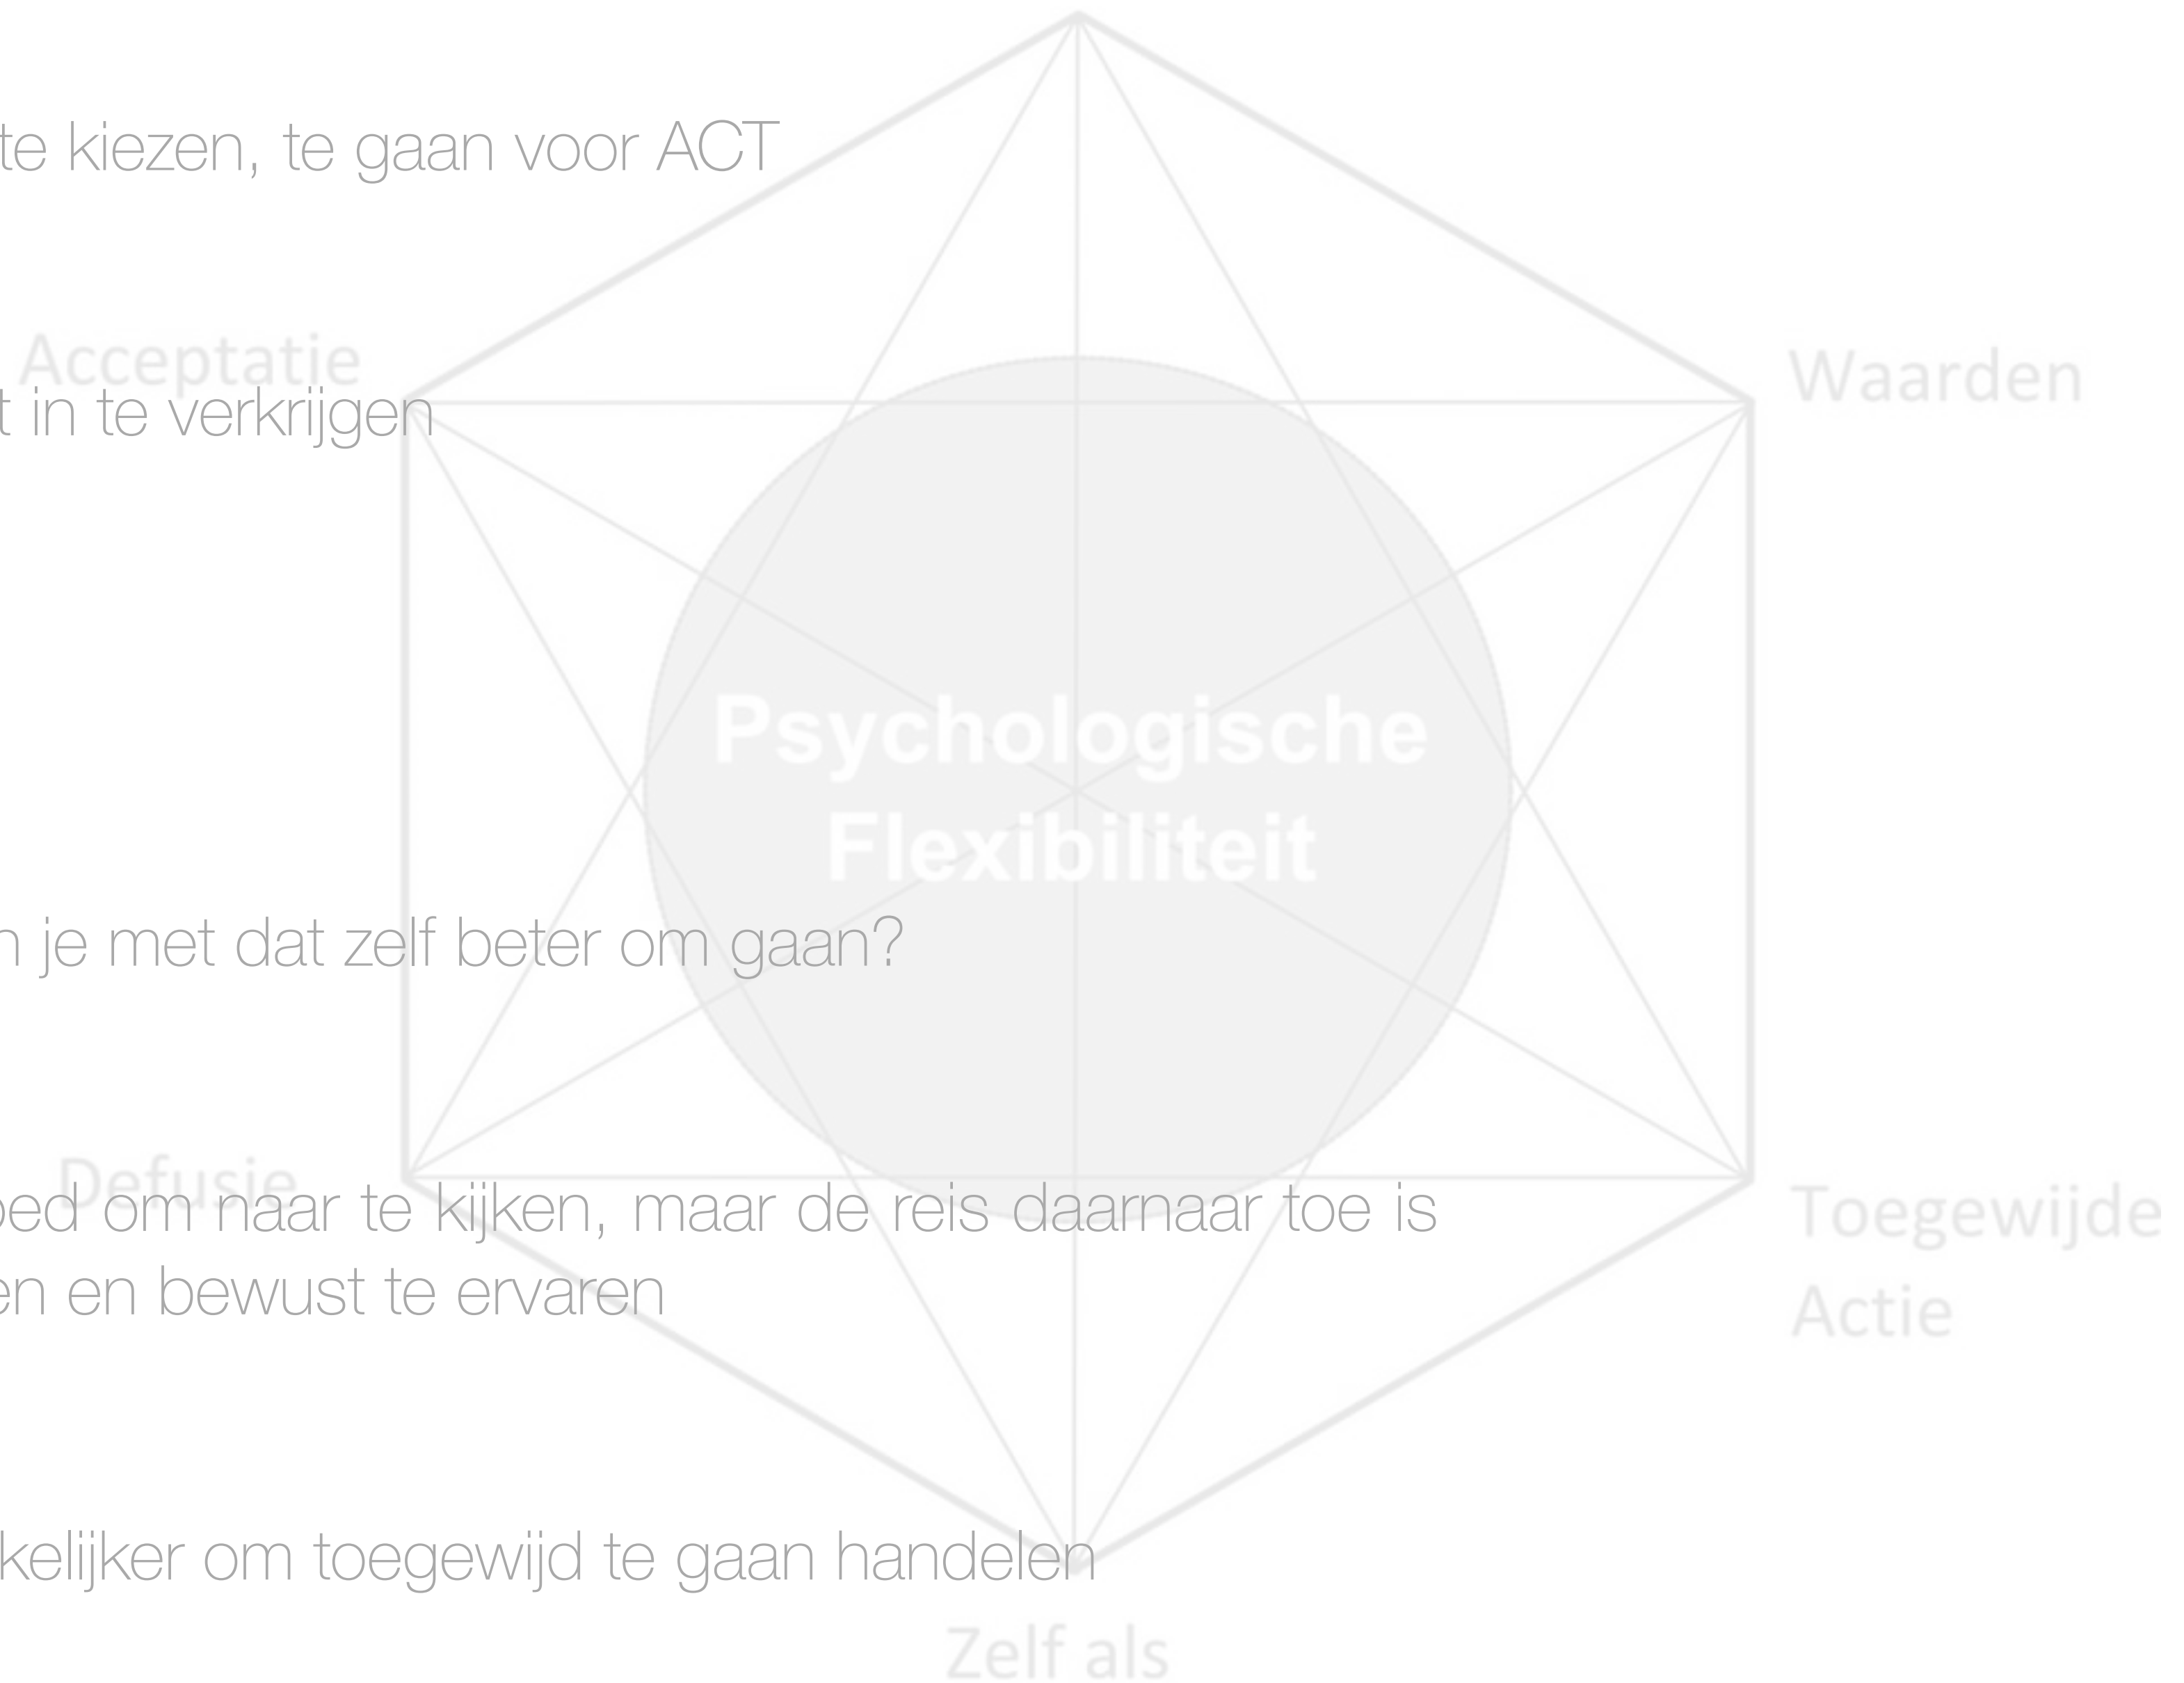 te kiezen, te gaan voor ACT
Acceptatie
Waarden
t in te verkrijgen
Psychologische
Flexibiliteit
n je met dat zelf beter om gaan?
Defusie
oed om naar te kijken, maar de reis daarnaar toe is
Toegewijde
en en bewust te ervaren
Actie
kelijker om toegewijd te gaan handelen
Zelf als